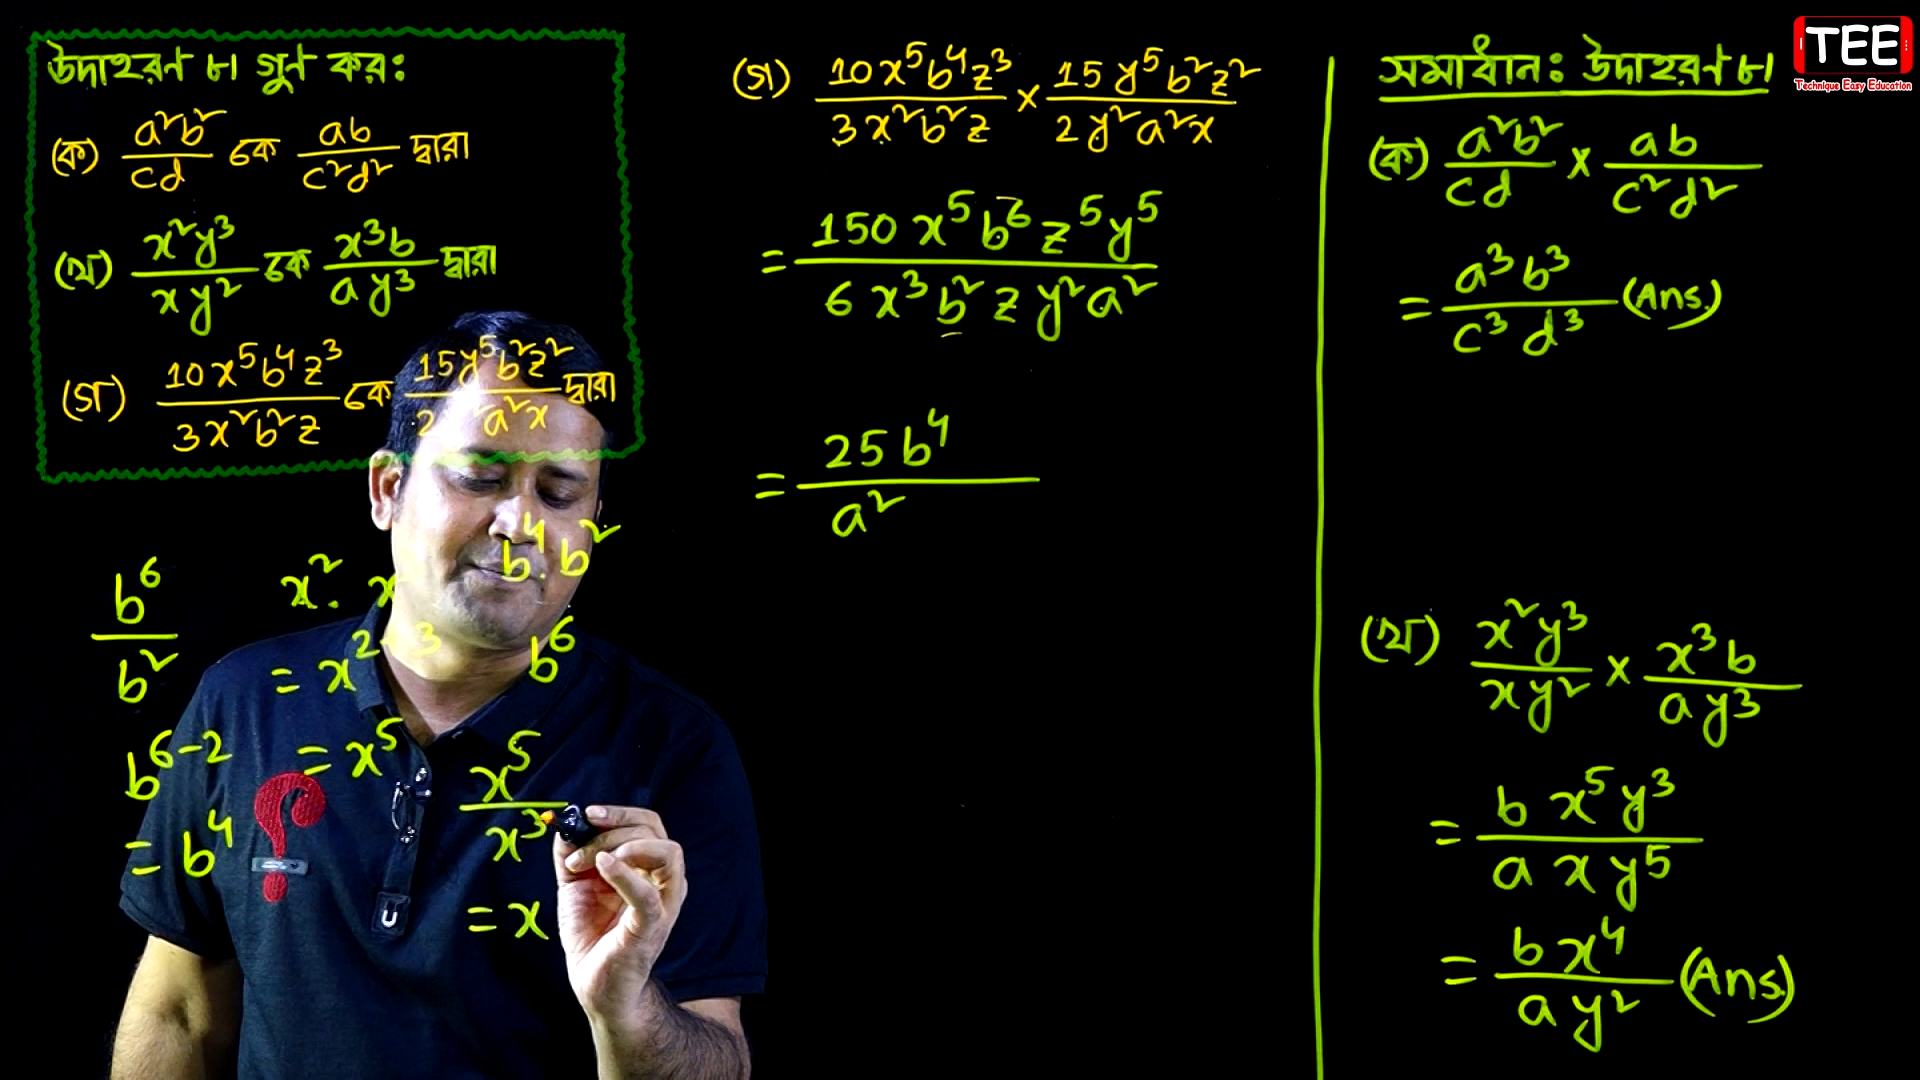 উদাহরণ ৮। গুণ কর:
(ক) a²b²/cd কে ab/c²d² দ্বারা
(খ) x²y³/xy² কে x³b/ay³ দ্বারা
(গ) 10x⁵b⁴z³/3x²b²z কে 15y⁵b²z²/2 a²x দ্বারা
b⁶/b²
b⁶⁻²
= b⁴
x². x
= x² 3
= x⁵
b⁴.b²
b⁶
x⁵/x³
= x
(গ) 10x⁵b⁴z³/3x²b²z × 15y⁵b²z²/2y²a²x
= 150x⁵b⁶z⁵y⁵/6x³b²zy²a²
= 25b⁴/a²
TEE
Technique Easy Education
সমাধান: উদাহরণ ৮।
(ক) a²b²/cd × ab/c²d²
= a³b³/c³d³ (Ans.)
(খ) x²y³/xy² × x³b/ay³
= bx⁵y³/axy⁵
= bx⁴/ay² (Ans.)